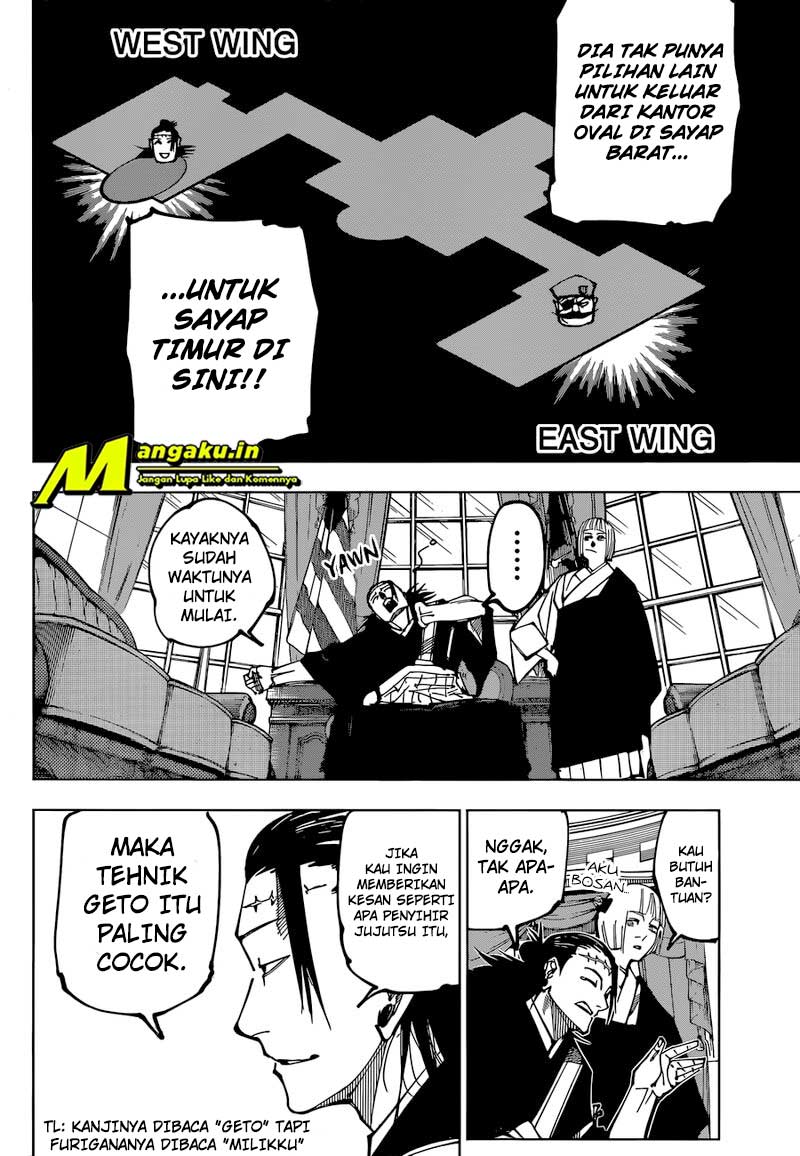 DIA TAK PUNYA
PILIHAN LAIN
UNTUK KELUAR
DARI KANTOR
OVAL DI SAYAP
BARAT...
WEST WING
...UNTUK
SAYAP
TIMUR DI
SINI!!
EAST WING
Mangaku.in
Jangan Lupa Like dan Komennya
......
YAWN
KAYAKNYA
SUDAH
WAKTUNYA
UNTUK
MULAI.
KAU
BUTUH
BAN-
TUAN?
AKU
BOSAN
NGGAK,
TAK APA-
APA.
JIKA
KAU INGIN
MEMBERIKAN
KESAN SEPERTI
APA PENYIHIR
JUJUTSU ITU,
MAKA
TEHNIK
GETO ITU
PALING
COCOK.
TL: KANJINYA DIBACA "GETO" TAPI
FURIGANANYA DIBACA "MILIKKU"